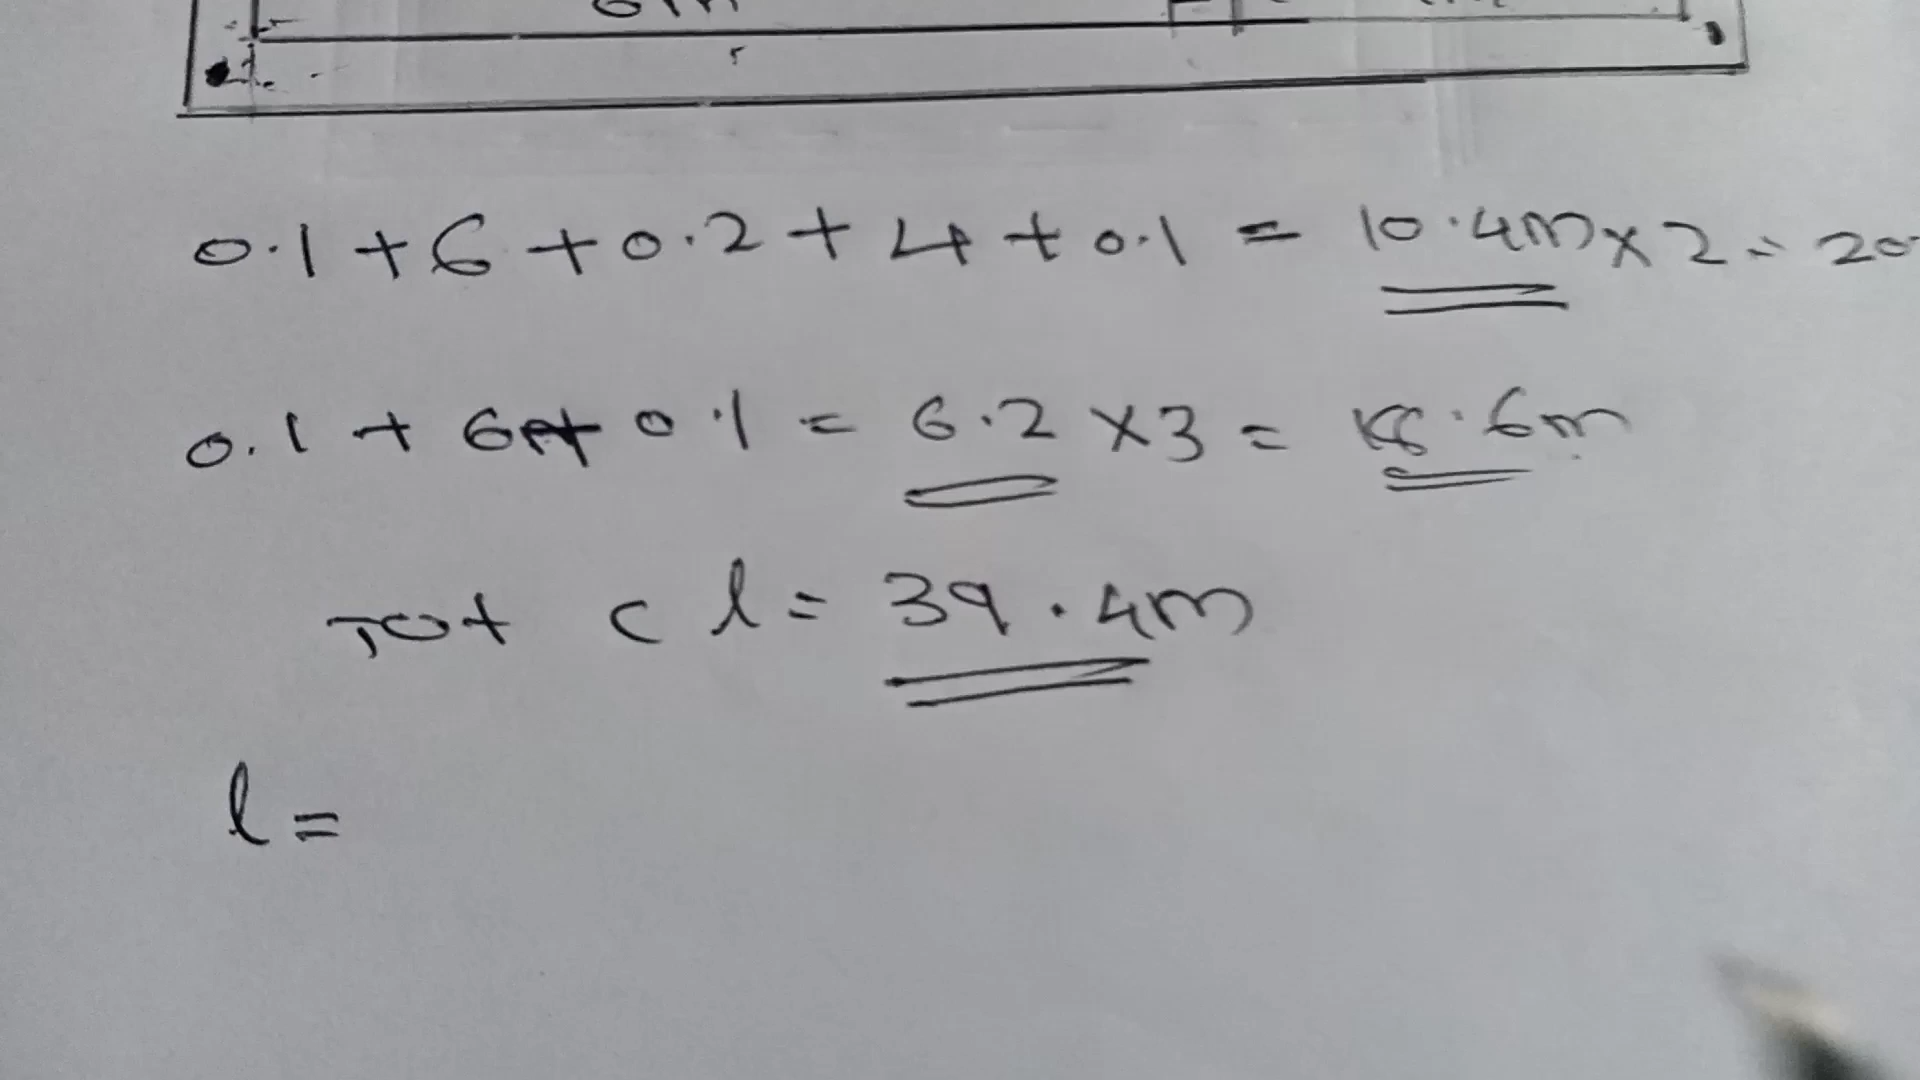 0.1 + 6 + 0.2 + 4 + 0.1 = 10.4m x 2 = 20
0.1 + 6 + 0.1 = 6.2 x 3 = 18.6m
Tot c l = 39.4m
l =